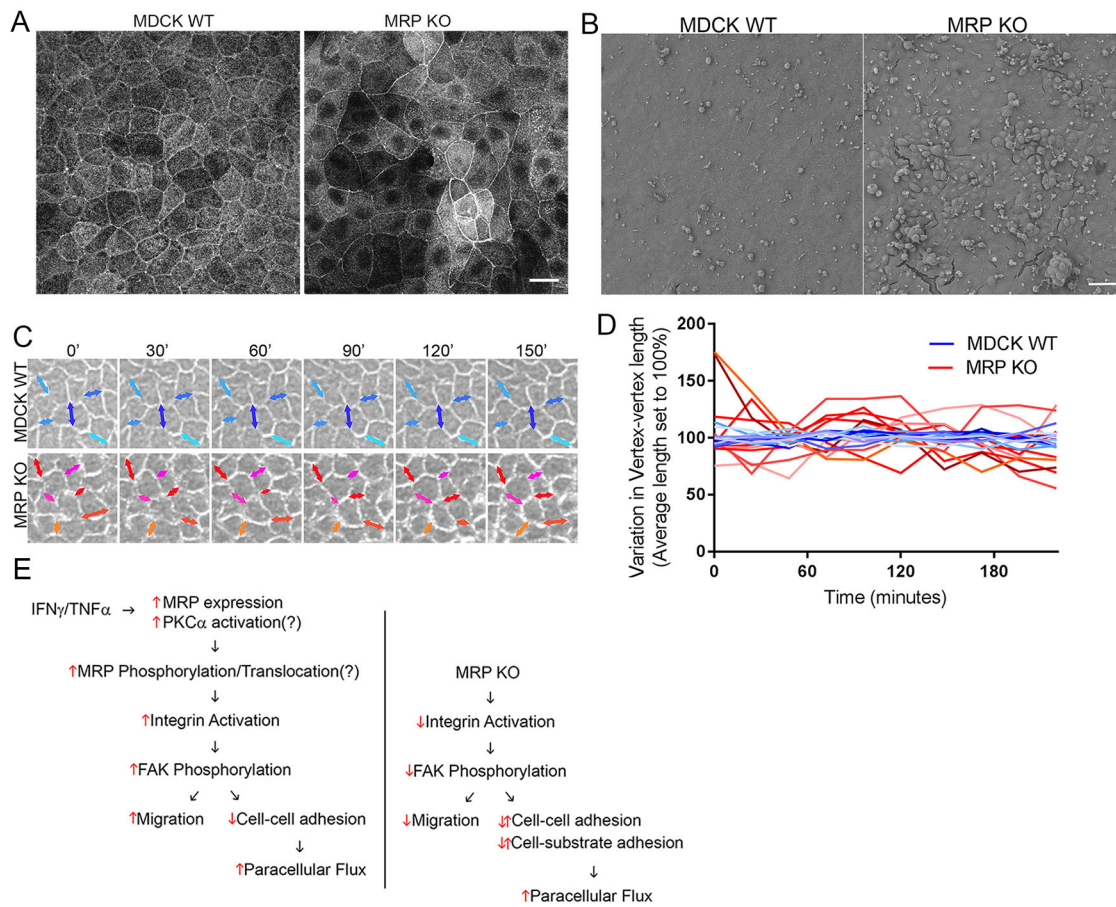 A
MDCK WT
MRP KO
B
MDCK WT
MRP KO
C
0'
30'
60'
90'
120'
150'
MDCK WT
MRP KO
D
Variation in Vertex-vertex length
(Average length set to 100%)
200
150
100
50
0
0
60
120
180
Time (minutes)
MDCK WT
MRP KO
E
IFNγ/TNFα →
↑MRP expression
↑PKCα activation(?)
↓
↑MRP Phosphorylation/Translocation(?)
↓
↑Integrin Activation
↓
↑FAK Phosphorylation
↙ ↘
↑Migration ↓Cell-cell adhesion
↓
↑Paracellular Flux
MRP KO
↓
↓Integrin Activation
↓
↓FAK Phosphorylation
↙ ↘
↓Migration ↓↑Cell-cell adhesion
↓↑Cell-substrate adhesion
↓
↑Paracellular Flux